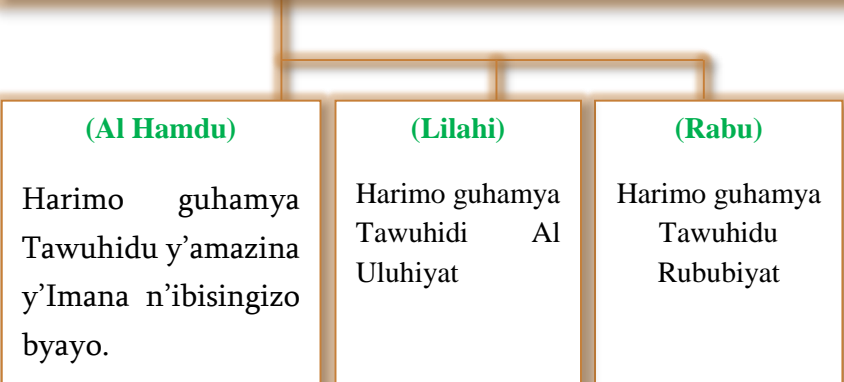 (Al Hamdu)
Harimo guhamya
Tawuhidu y’amazina
y’Imana n’ibisingizo
byayo.
(Lilahi)
Harimo guhamya
Tawuhidi Al
Uluhiyat
(Rabu)
Harimo guhamya
Tawuhidu
Rububiyat